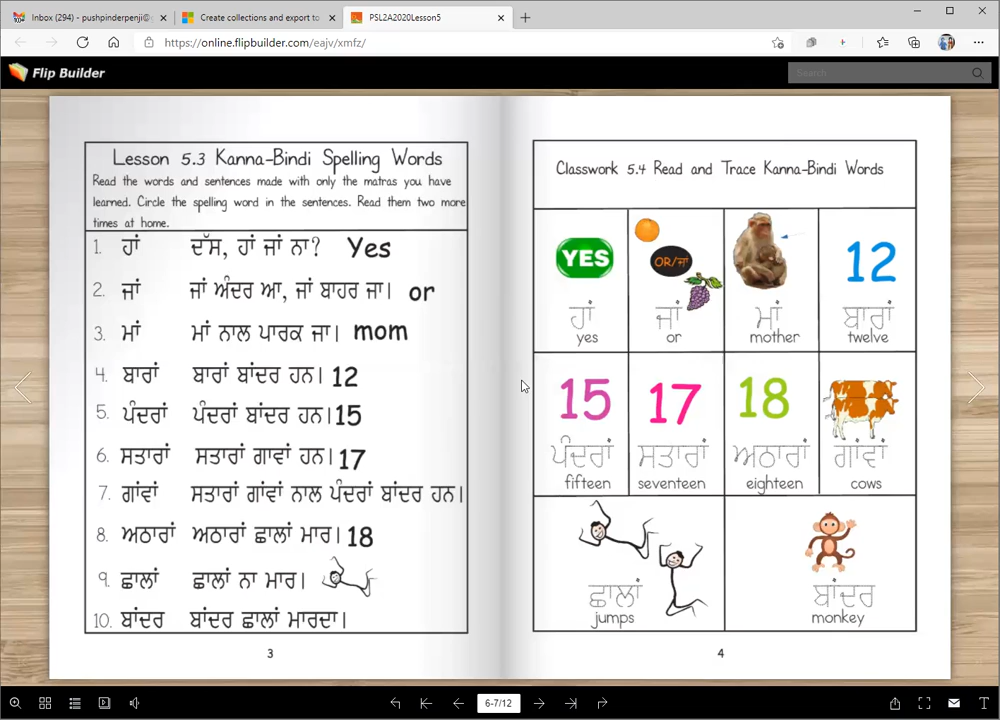 Inbox (294) - pushpinderpenji@
Create collections and export to
PSL2A2020Lesson5
https://online.flipbuilder.com/eajv/xmfz/
Flip Builder
Search
Lesson 5.3 Kanna-Bindi Spelling Words
Read the words and sentences made with only the matras you have
learned. Circle the spelling word in the sentences. Read them two more
times at home.
1. ਹਾਂ ਦੱਸ, ਹਾਂ ਜਾਂ ਨਾ? Yes
2. ਜਾਂ ਜਾਂ ਅੰਦਰ ਆ, ਜਾਂ ਬਾਹਰ ਜਾ। or
3. ਮਾਂ ਮਾਂ ਨਾਲ ਪਾਰਕ ਜਾ। mom
4. ਬਾਰਾਂ ਬਾਰਾਂ ਬਾਂਦਰ ਹਨ। 12
5. ਪੰਦਰਾਂ ਪੰਦਰਾਂ ਬਾਂਦਰ ਹਨ। 15
6. ਸਤਾਰਾਂ ਸਤਾਰਾਂ ਗਾਵਾਂ ਹਨ। 17
7. ਗਾਂਵਾਂ ਸਤਾਰਾਂ ਗਾਂਵਾਂ ਨਾਲ ਪੰਦਰਾਂ ਬਾਂਦਰ ਹਨ।
8. ਅਠਾਰਾਂ ਅਠਾਰਾਂ ਛਾਲਾਂ ਮਾਰ। 18
9. ਛਾਲਾਂ ਛਾਲਾਂ ਨਾ ਮਾਰ।
10. ਬਾਂਦਰ ਬਾਂਦਰ ਛਾਲਾਂ ਮਾਰਦਾ।
3
Classwork 5.4 Read and Trace Kanna-Bindi Words
YES OR/ਜਾਂ 12
ਹਾਂ ਜਾਂ ਮਾਂ ਬਾਰਾਂ
yes or mother twelve
15 17 18
ਪੰਦਰਾਂ ਸਤਾਰਾਂ ਅਠਾਰਾਂ ਗਾਂਵਾਂ
fifteen seventeen eighteen cows
ਛਾਲਾਂ ਬਾਂਦਰ
jumps monkey
4
6-7/12